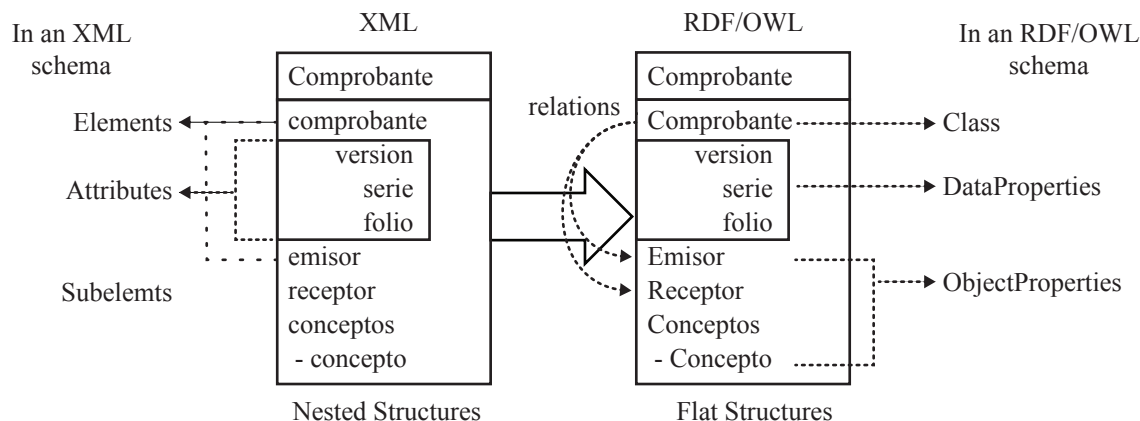 In an XML
schema
XML
RDF/OWL
In an RDF/OWL
schema
Comprobante
Comprobante
relations
Elements
comprobante
Comprobante
Class
version
version
Attributes
serie
serie
DataProperties
folio
folio
emisor
Emisor
Subelemts
receptor
Receptor
ObjectProperties
conceptos
Conceptos
- concepto
- Concepto
Nested Structures
Flat Structures